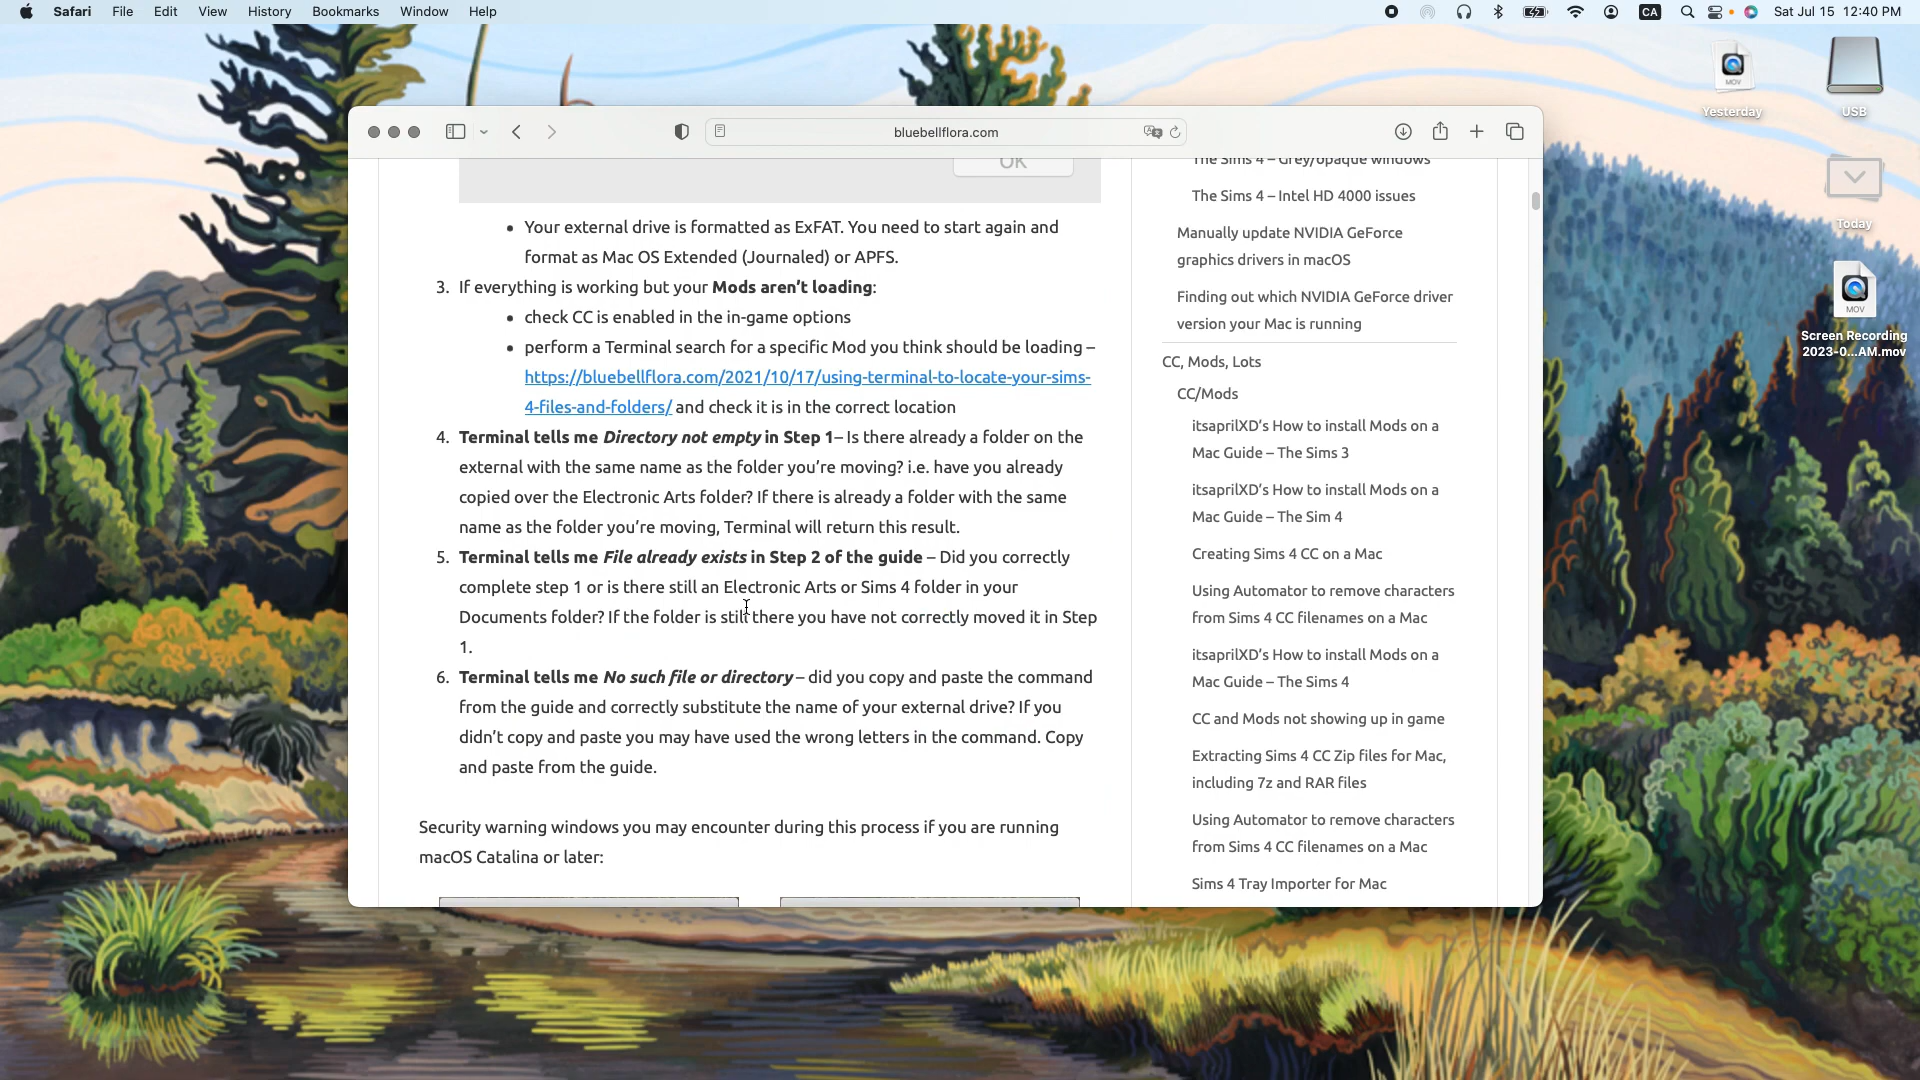 Safari File Edit View History Bookmarks Window Help
CA
Sat Jul 15 12:40 PM
MOV
Yesterday
USB
Today
MOV
Screen Recording
2023-0...AM.mov
bluebellflora.com
OK
• Your external drive is formatted as ExFAT. You need to start again and
format as Mac OS Extended (Journaled) or APFS.
3. If everything is working but your Mods aren't loading:
• check CC is enabled in the in-game options
• perform a Terminal search for a specific Mod you think should be loading –
https://bluebellflora.com/2021/10/17/using-terminal-to-locate-your-sims-
4-files-and-folders/ and check it is in the correct location
4. Terminal tells me Directory not empty in Step 1– Is there already a folder on the
external with the same name as the folder you're moving? i.e. have you already
copied over the Electronic Arts folder? If there is already a folder with the same
name as the folder you're moving, Terminal will return this result.
5. Terminal tells me File already exists in Step 2 of the guide – Did you correctly
complete step 1 or is there still an Electronic Arts or Sims 4 folder in your
Documents folder? If the folder is still there you have not correctly moved it in Step
1.
6. Terminal tells me No such file or directory – did you copy and paste the command
from the guide and correctly substitute the name of your external drive? If you
didn't copy and paste you may have used the wrong letters in the command. Copy
and paste from the guide.
Security warning windows you may encounter during this process if you are running
macOS Catalina or later:
The Sims 4 – Grey/opaque windows
The Sims 4 – Intel HD 4000 issues
Manually update NVIDIA GeForce
graphics drivers in macOS
Finding out which NVIDIA GeForce driver
version your Mac is running
CC, Mods, Lots
CC/Mods
itsaprilXD's How to install Mods on a
Mac Guide – The Sims 3
itsaprilXD's How to install Mods on a
Mac Guide – The Sim 4
Creating Sims 4 CC on a Mac
Using Automator to remove characters
from Sims 4 CC filenames on a Mac
itsaprilXD's How to install Mods on a
Mac Guide – The Sims 4
CC and Mods not showing up in game
Extracting Sims 4 CC Zip files for Mac,
including 7z and RAR files
Using Automator to remove characters
from Sims 4 CC filenames on a Mac
Sims 4 Tray Importer for Mac